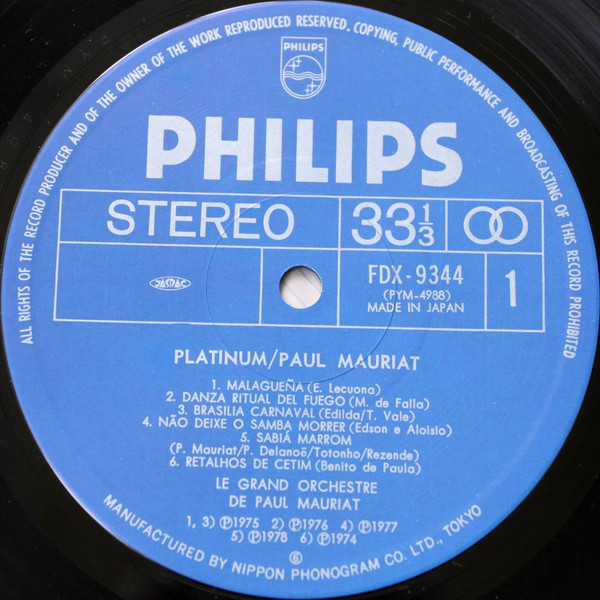 ALL RIGHTS OF THE RECORD PRODUCER AND OF THE OWNER OF THE WORK REPRODUCED RESERVED. COPYING, PUBLIC PERFORMANCE AND BROADCASTING OF THIS RECORD PROHIBITED
PHILIPS
PHILIPS
STEREO
33 1/3
FDX-9344
(PYM-4988)
MADE IN JAPAN
1
JASRAC
PLATINUM/PAUL MAURIAT
1. MALAGUEÑA (E. Lecuona)
2. DANZA RITUAL DEL FUEGO (M. de Falla)
3. BRASILIA CARNAVAL (Edilda/T. Vale)
4. NÃO DEIXE O SAMBA MORRER (Edson e Aloisio)
5. SABIÁ MARROM
(P. Mauriat/P. Delanoë/Totonho/Rezende)
6. RETALHOS DE CETIM (Benito de Paula)
LE GRAND ORCHESTRE
DE PAUL MAURIAT
1, 3) ℗1975 2) ℗1976 4) ℗1977
5) ℗1978 6) ℗1974
MANUFACTURED BY NIPPON PHONOGRAM CO. LTD., TOKYO